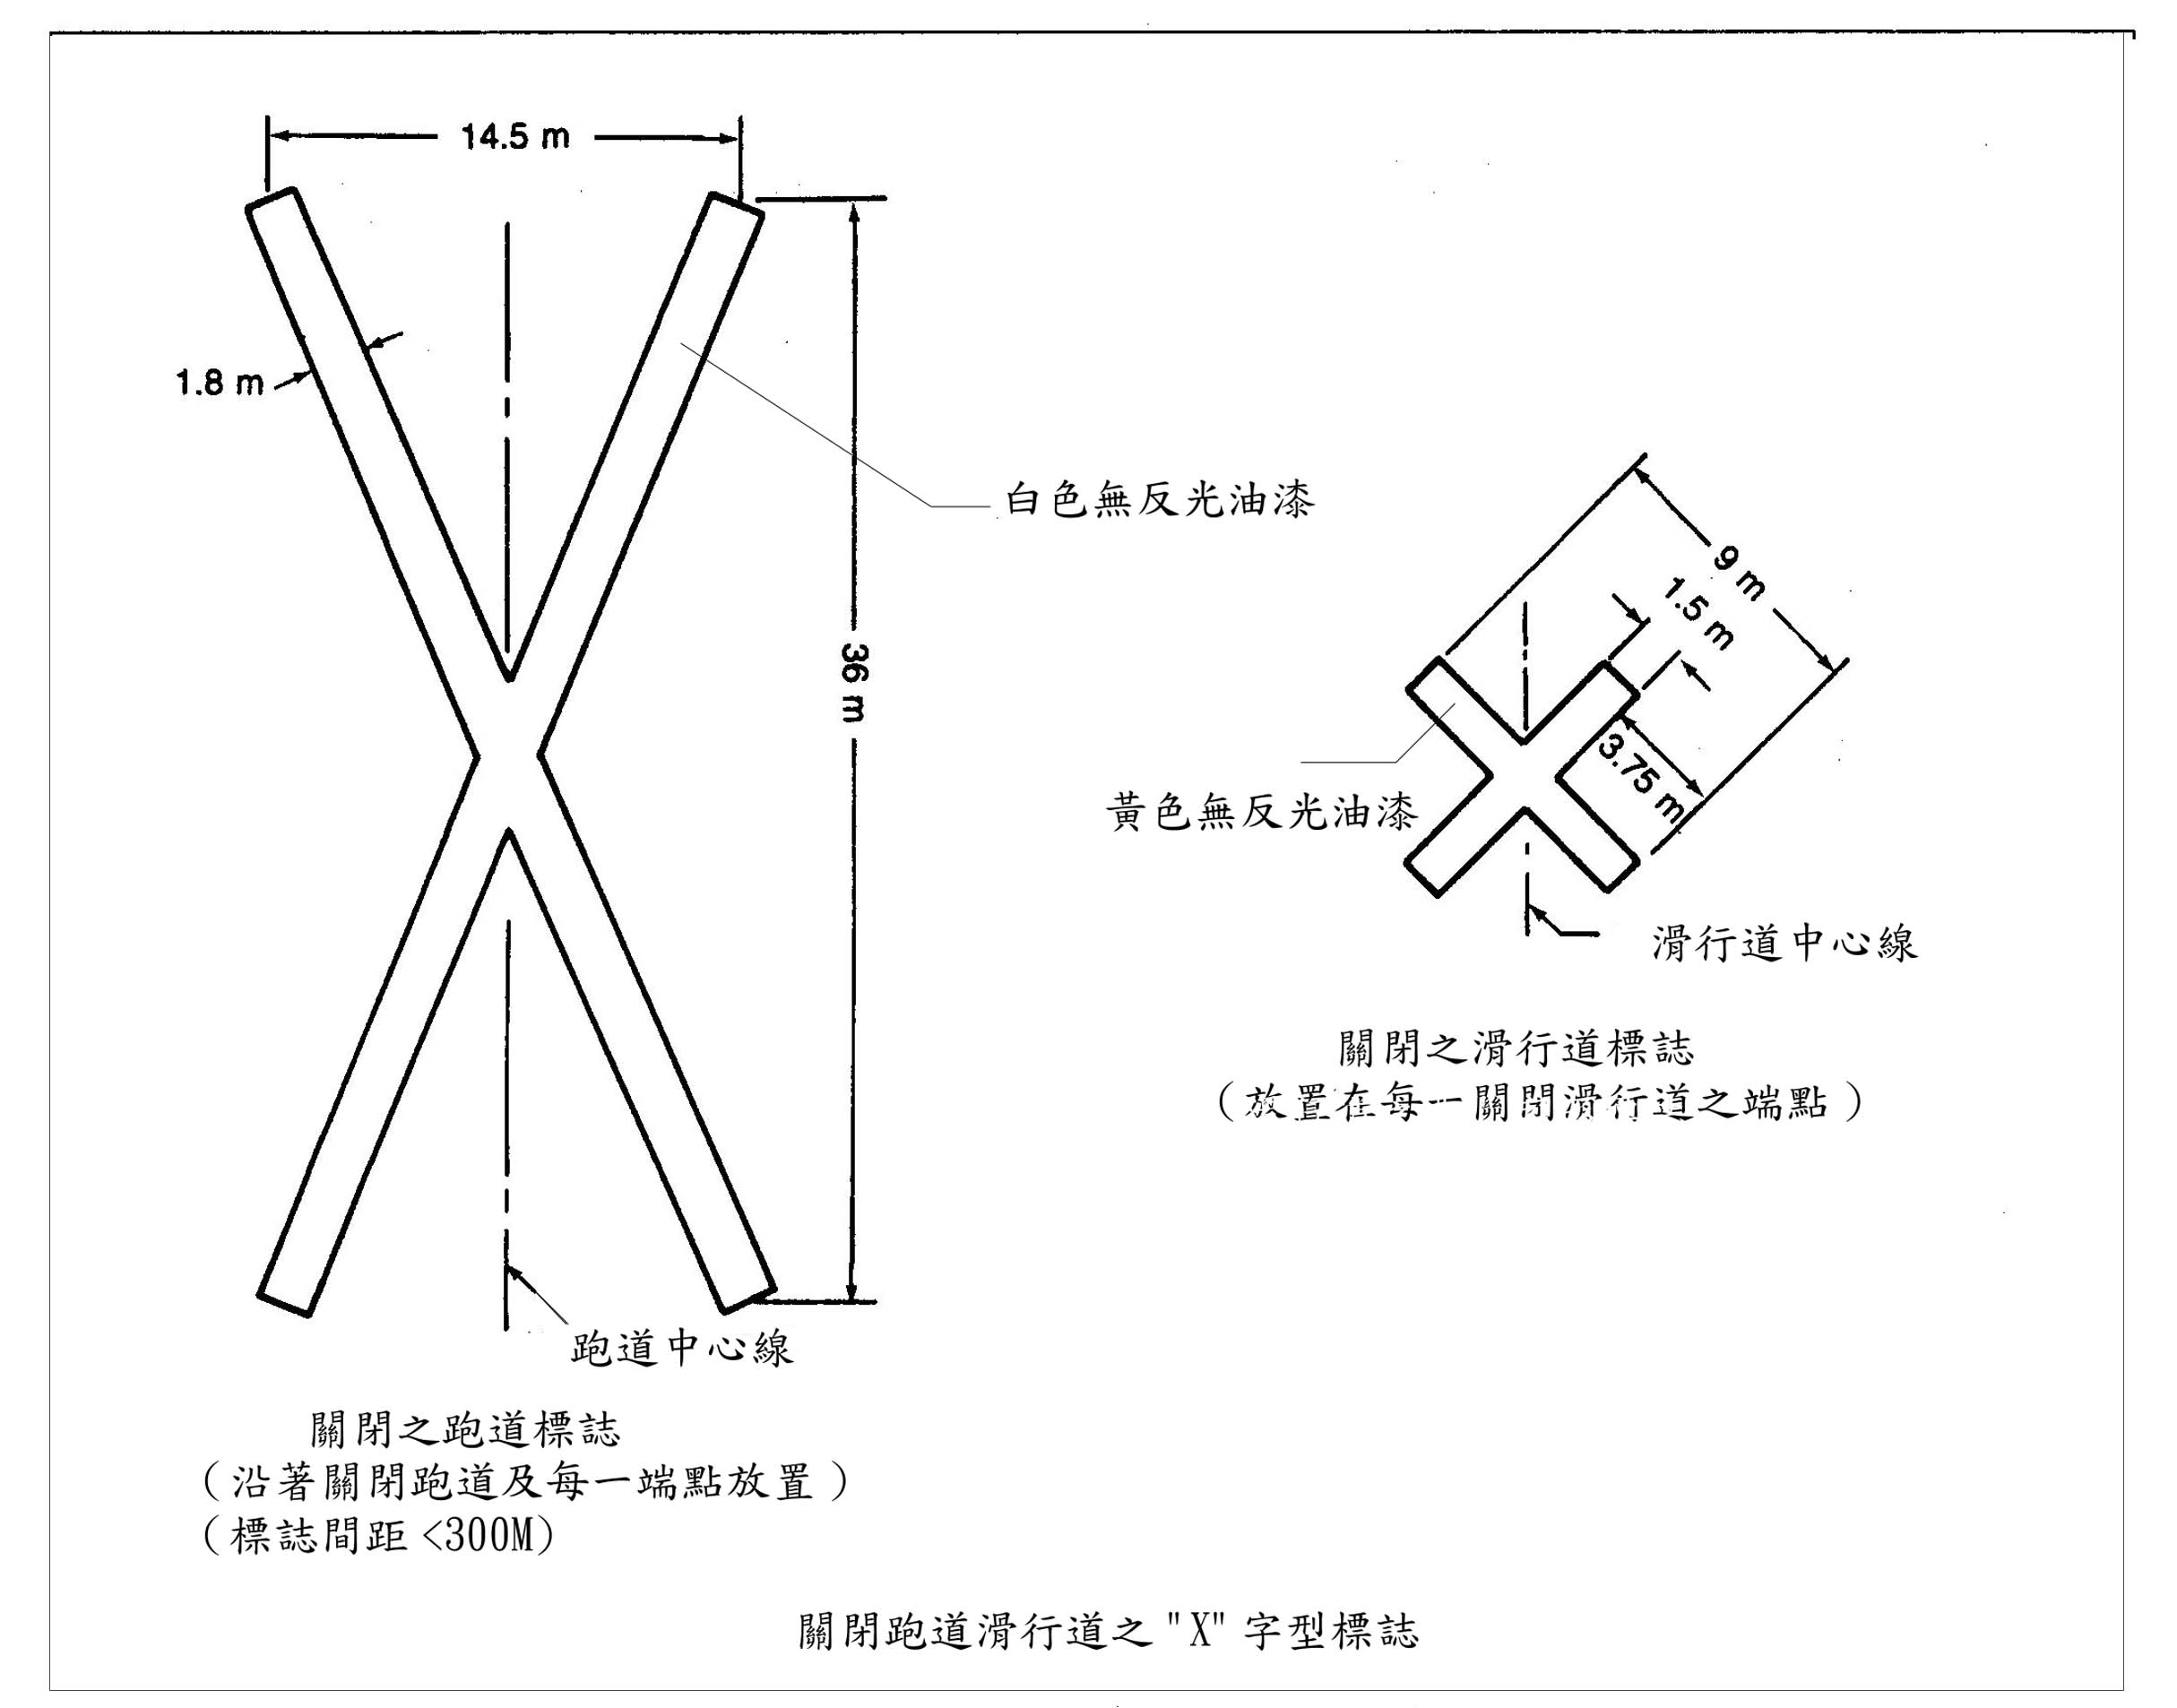 14.5 m
1.8 m
36 m
白色無反光油漆
跑道中心線
關閉之跑道標誌
(沿著關閉跑道及每一端點放置)
(標誌間距<300M)
9 m
1.5 m
3.75 m
黃色無反光油漆
滑行道中心線
關閉之滑行道標誌
(放置在每一關閉滑行道之端點)
關閉跑道滑行道之"X"字型標誌